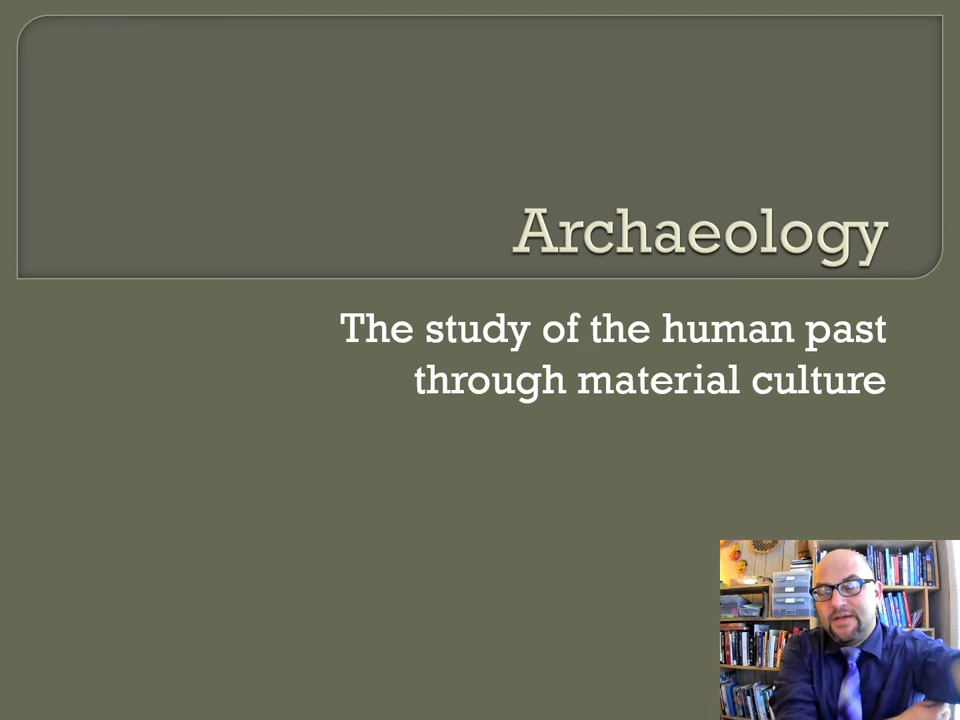 Archaeology
The study of the human past
through material culture